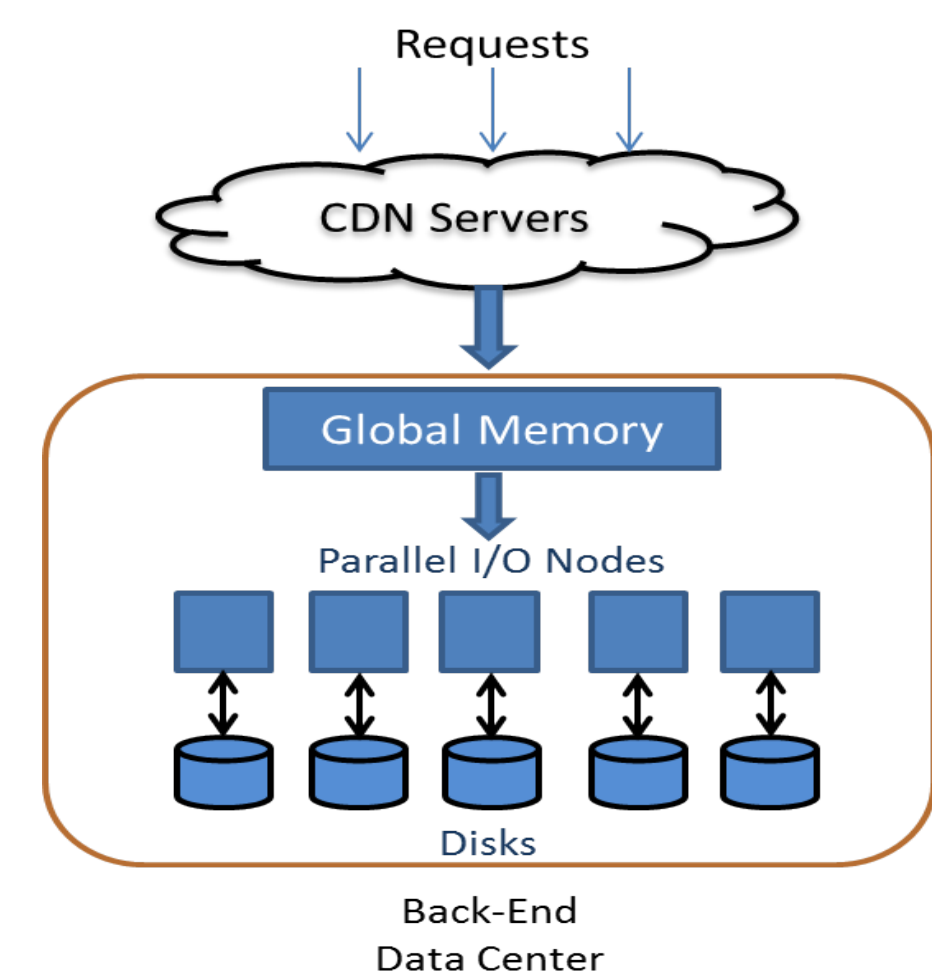 Requests
CDN Servers
Global Memory
Parallel I/O Nodes
Disks
Back-End
Data Center